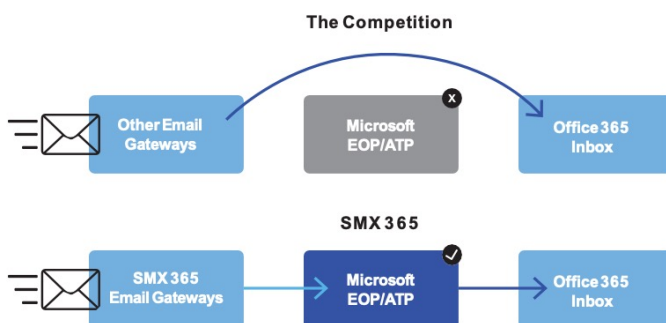 The Competition
Other Email
Gateways
Microsoft
EOP/ATP
X
Office 365
Inbox
SMX 365
SMX 365
Email Gateways
Microsoft
EOP/ATP
Office 365
Inbox